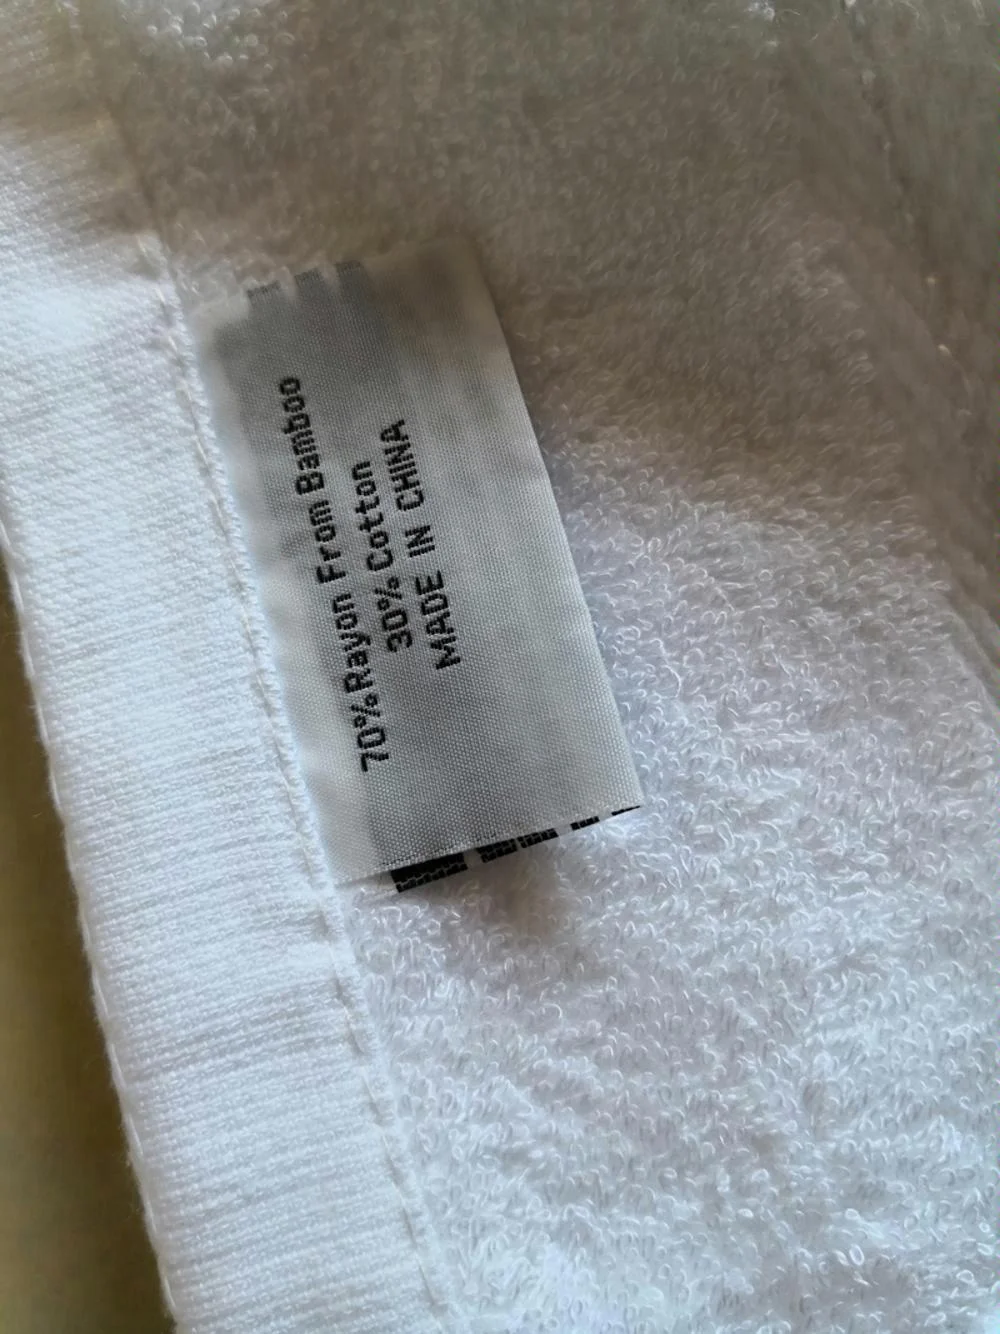 70%Rayon From Bamboo
30% Cotton
MADE IN CHINA